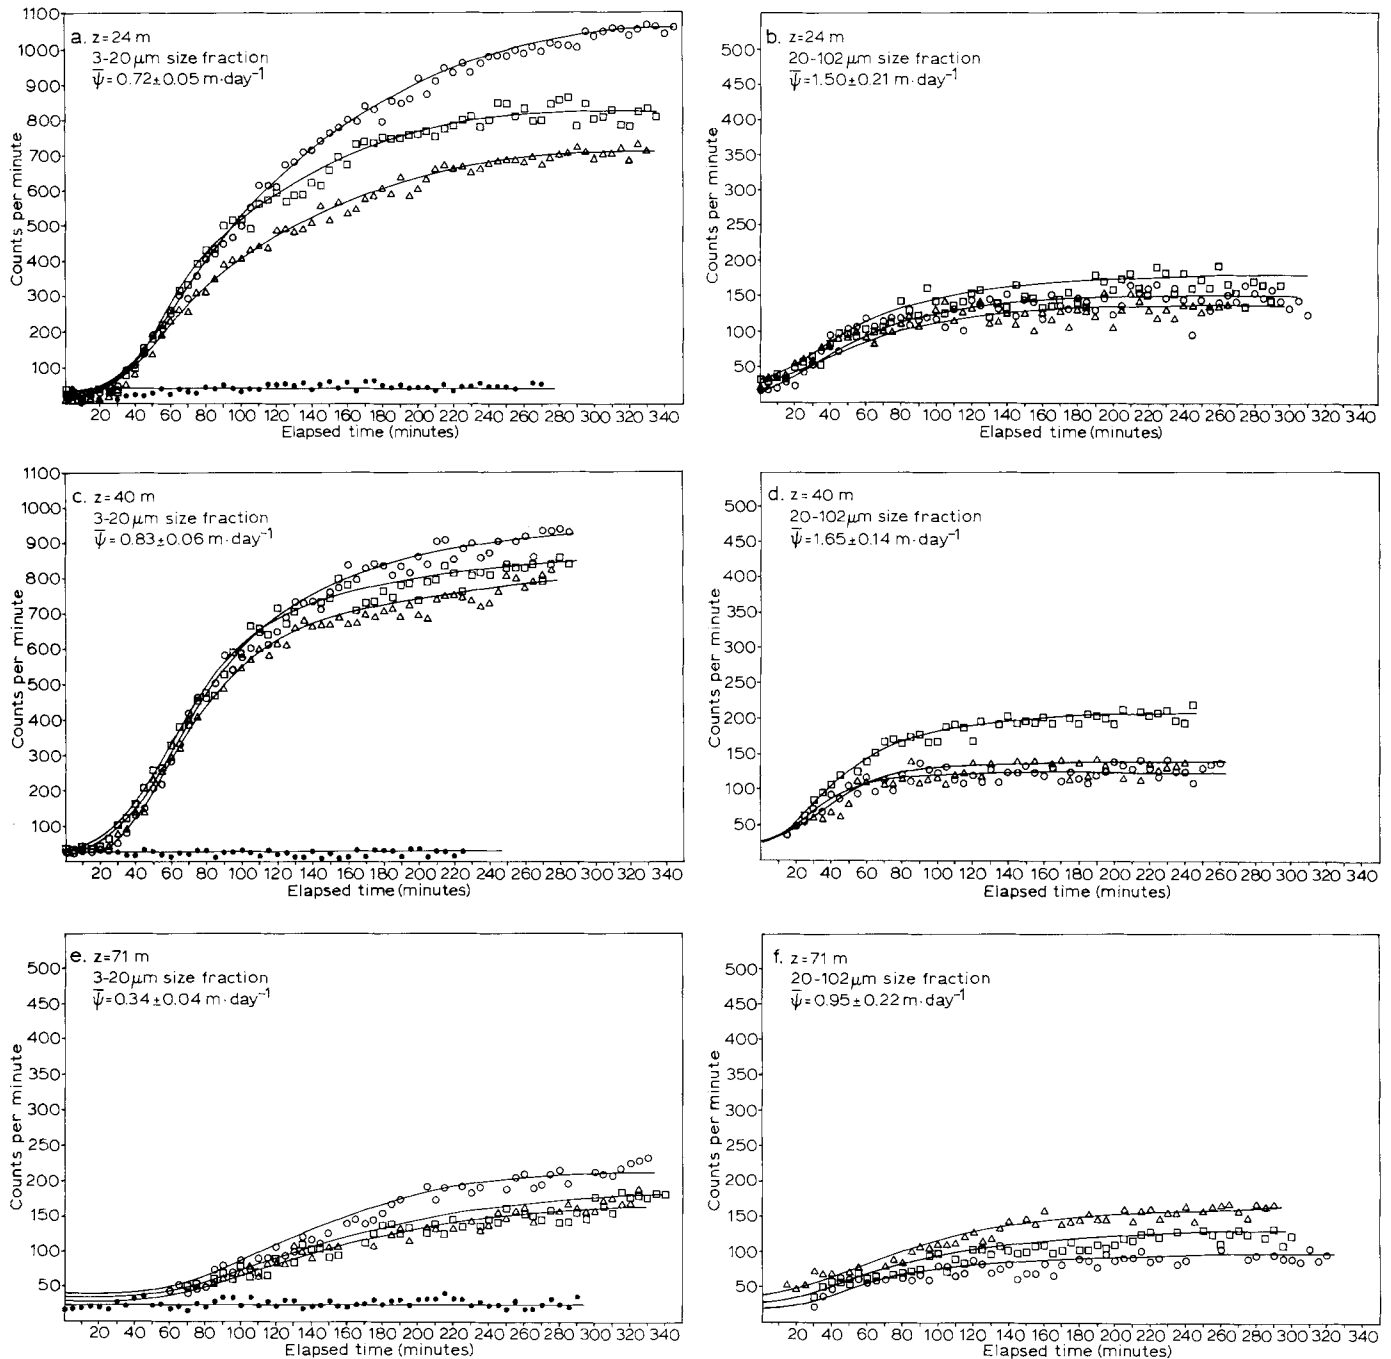 a. z=24 m
3-20μm size fraction
ψ̅=0.72±0.05 m·day⁻¹
Counts per minute
1100
1000
900
800
700
600
500
400
300
200
100
20 40 60 80 100 120 140 160 180 200 220 240 260 280 300 320 340
Elapsed time (minutes)
b. z=24 m
20-102μm size fraction
ψ̅=1.50±0.21 m·day⁻¹
Counts per minute
500
450
400
350
300
250
200
150
100
50
20 40 60 80 100 120 140 160 180 200 220 240 260 280 300 320 340
Elapsed time (minutes)
c. z=40 m
3-20μm size fraction
ψ̅=0.83±0.06 m·day⁻¹
Counts per minute
1100
1000
900
800
700
600
500
400
300
200
100
20 40 60 80 100 120 140 160 180 200 220 240 260 280 300 320 340
Elapsed time (minutes)
d. z=40 m
20-102μm size fraction
ψ̅=1.65±0.14 m·day⁻¹
Counts per minute
500
450
400
350
300
250
200
150
100
50
20 40 60 80 100 120 140 160 180 200 220 240 260 280 300 320 340
Elapsed time (minutes)
e. z=71 m
3-20μm size fraction
ψ̅=0.34±0.04 m·day⁻¹
Counts per minute
500
450
400
350
300
250
200
150
100
50
20 40 60 80 100 120 140 160 180 200 220 240 260 280 300 320 340
Elapsed time (minutes)
f. z=71 m
20-102μm size fraction
ψ̅=0.95±0.22 m·day⁻¹
Counts per minute
500
450
400
350
300
250
200
150
100
50
20 40 60 80 100 120 140 160 180 200 220 240 260 280 300 320 340
Elapsed time (minutes)